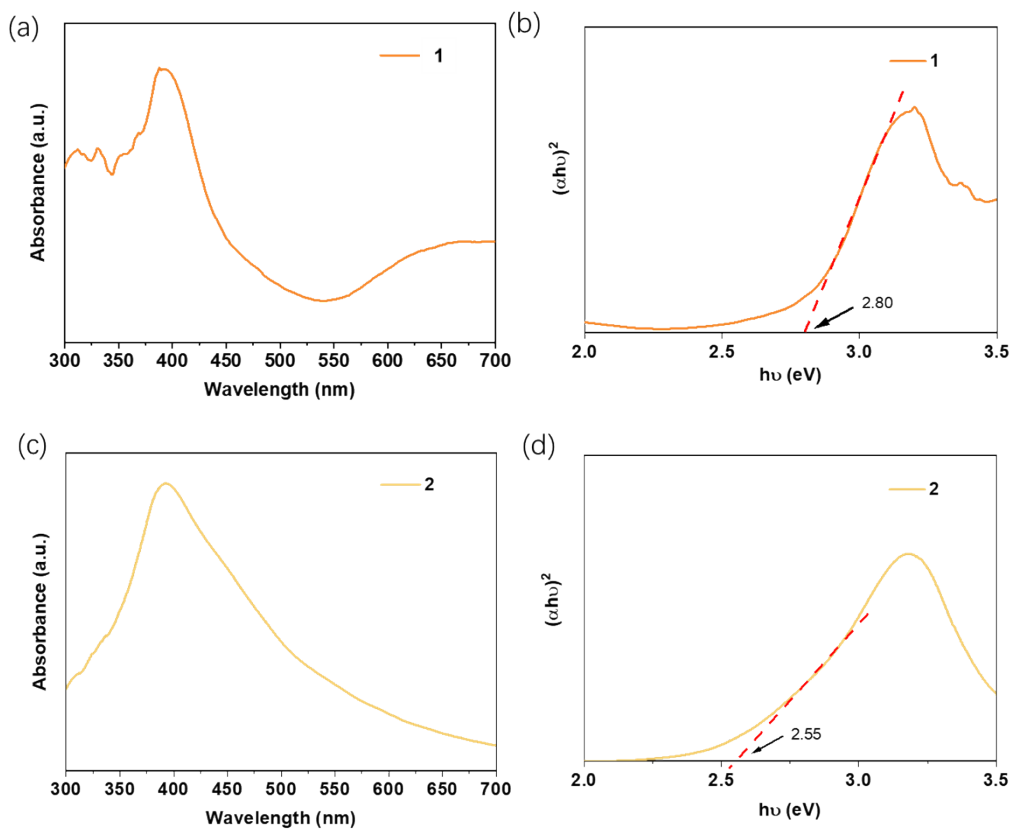 (a)
1
Absorbance (a.u.)
300 350 400 450 500 550 600 650 700
Wavelength (nm)
(b)
1
(αhυ)²
2.80
2.0 2.5 3.0 3.5
hυ (eV)
(c)
2
Absorbance (a.u.)
300 350 400 450 500 550 600 650 700
Wavelength (nm)
(d)
2
(αhυ)²
2.55
2.0 2.5 3.0 3.5
hυ (eV)